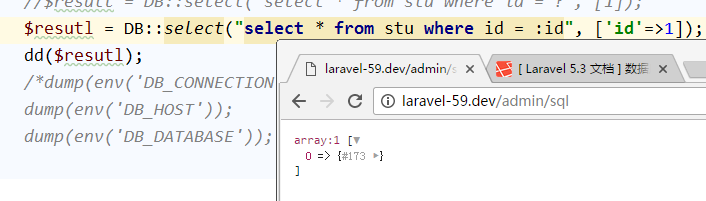 //$resutl = DB::select("select * from stu where id = ?", [1]);
$resutl = DB::select("select * from stu where id = :id", ['id'=>1]);
dd($resutl);
/*dump(env('DB_CONNECTION
dump(env('DB_HOST'));
dump(env('DB_DATABASE'));
laravel-59.dev/admin/s
[ Laravel 5.3 文档 ] 数据
laravel-59.dev/admin/sql
array:1 [▼
0 => {#173 ▶}
]